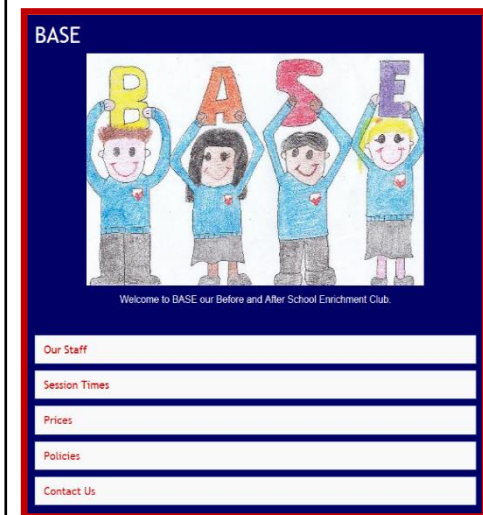 BASE
B A S E
Welcome to BASE our Before and After School Enrichment Club.
Our Staff
Session Times
Prices
Policies
Contact Us